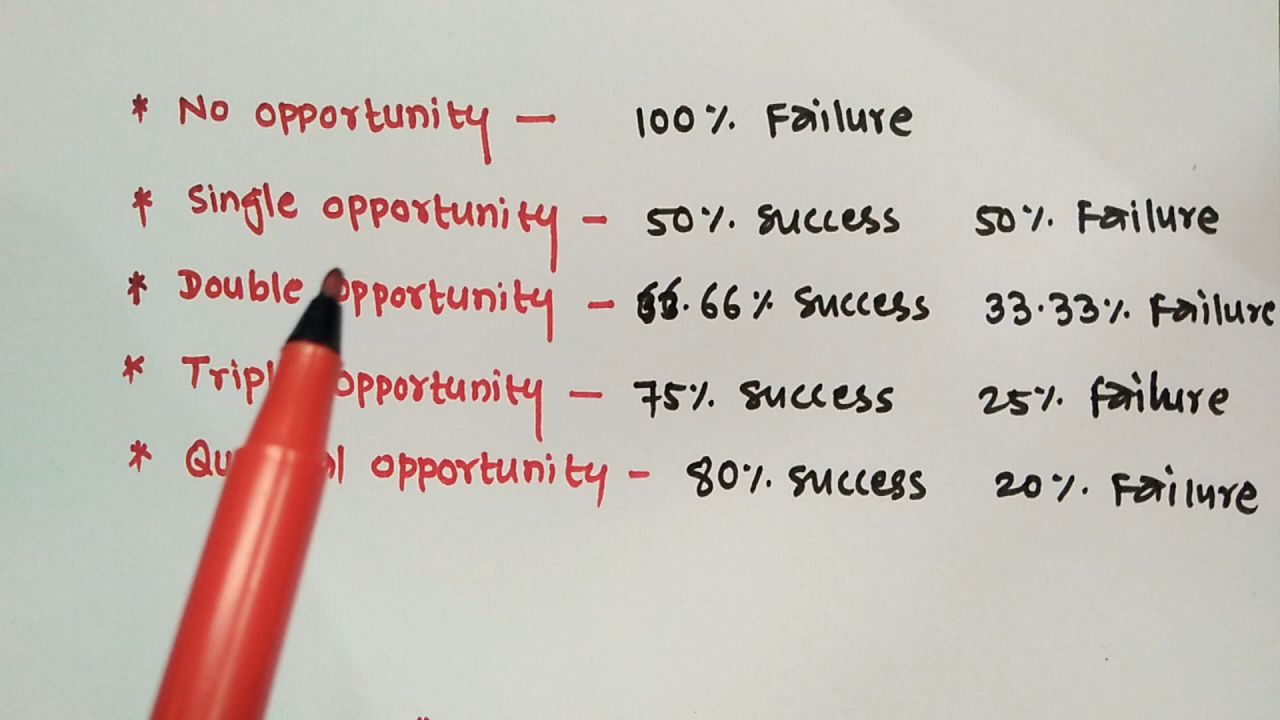 * No opportunity — 100% Failure
* Single opportunity - 50% success 50% Failure
* Double opportunity - 66.66% success 33.33% Failure
* opportunity — 75% success 25% failure
* opportunity - 80% success 20% Failure